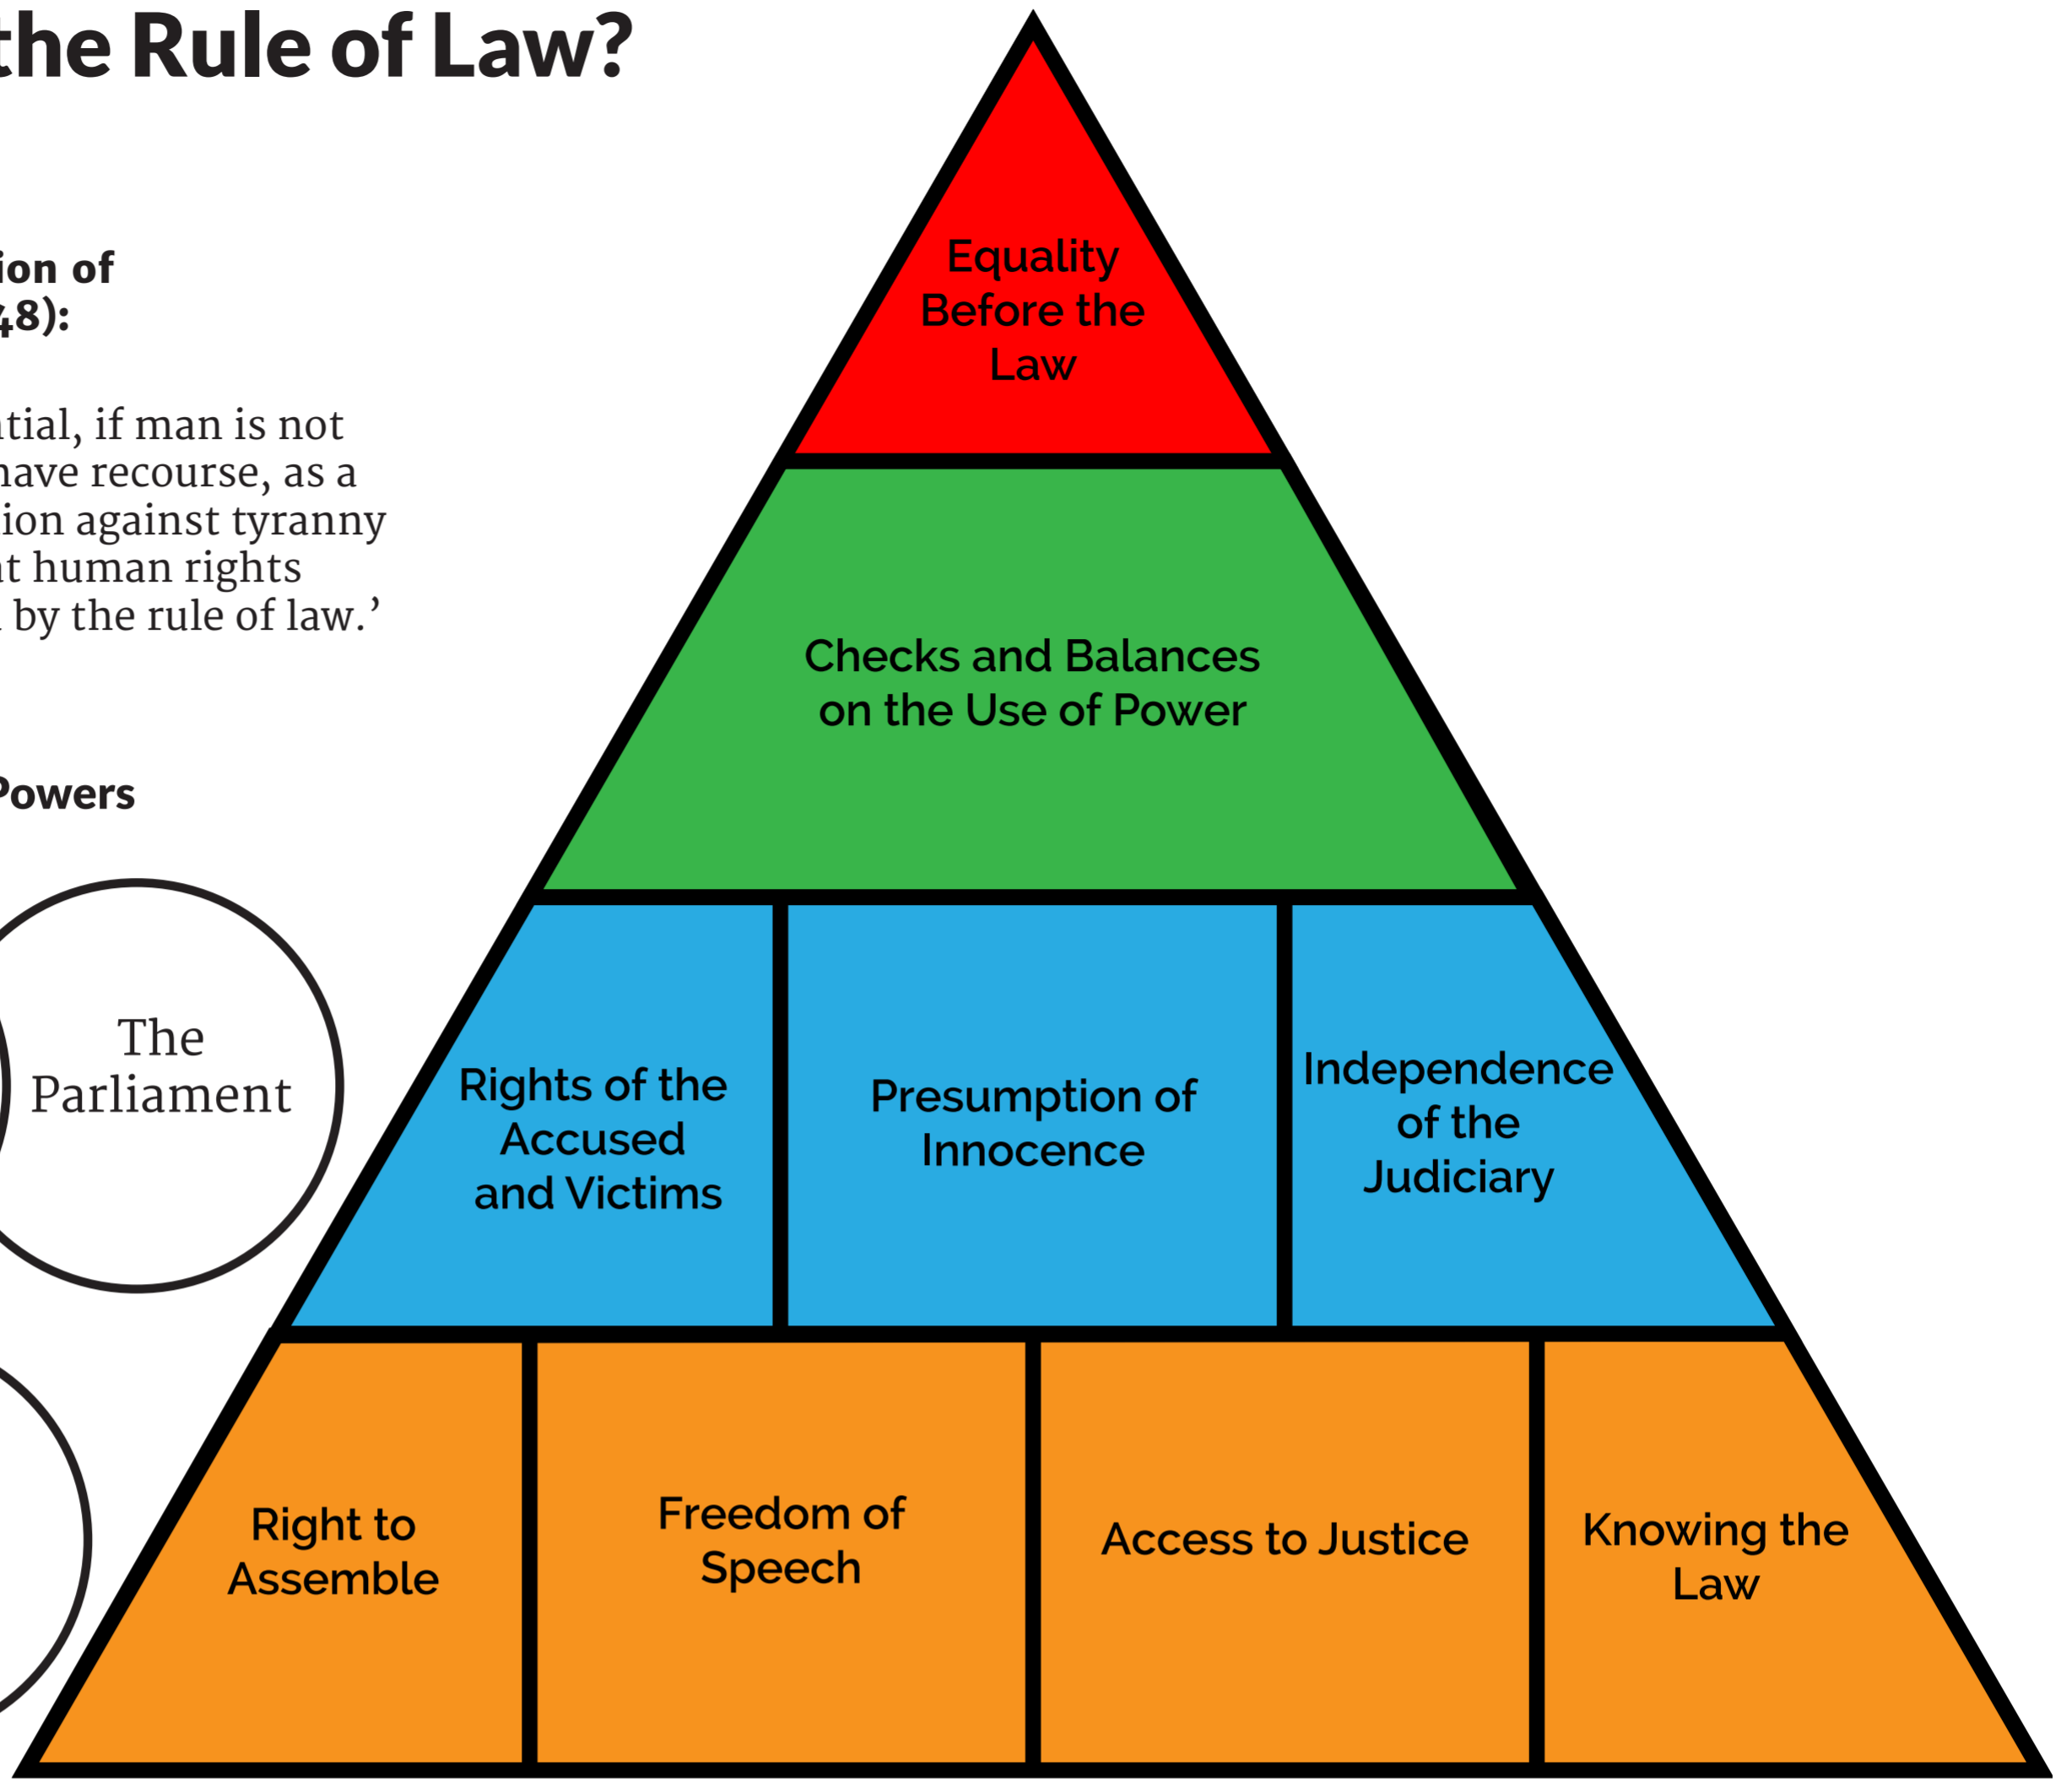 the Rule of Law?
of
48):
if man is not
have recourse, as a
against tyranny
human rights
by the rule of law.’
Powers
The
Parliament
Equality
Before the
Law
Checks and Balances
on the Use of Power
Rights of the
Accused
and Victims
Presumption of
Innocence
Independence
of the
Judiciary
Right to
Assemble
Freedom of
Speech
Access to Justice
Knowing the
Law